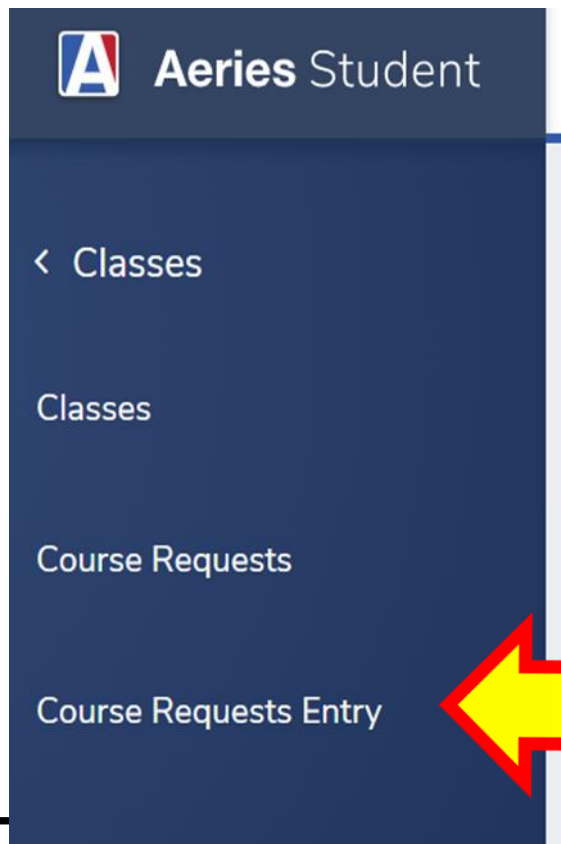 A Aeries Student
< Classes
Classes
Course Requests
Course Requests Entry